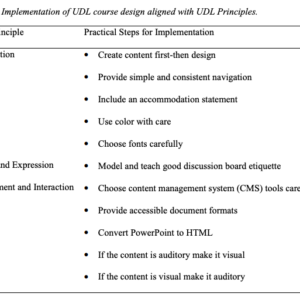 Implementation of UDL course design aligned with UDL Principles.
nciple Practical Steps for Implementation
tion • Create content first-then design
• Provide simple and consistent navigation
• Include an accommodation statement
• Use color with care
• Choose fonts carefully
nd Expression • Model and teach good discussion board etiquette
ment and Interaction • Choose content management system (CMS) tools care
• Provide accessible document formats
• Convert PowerPoint to HTML
• If the content is auditory make it visual
• If the content is visual make it auditory